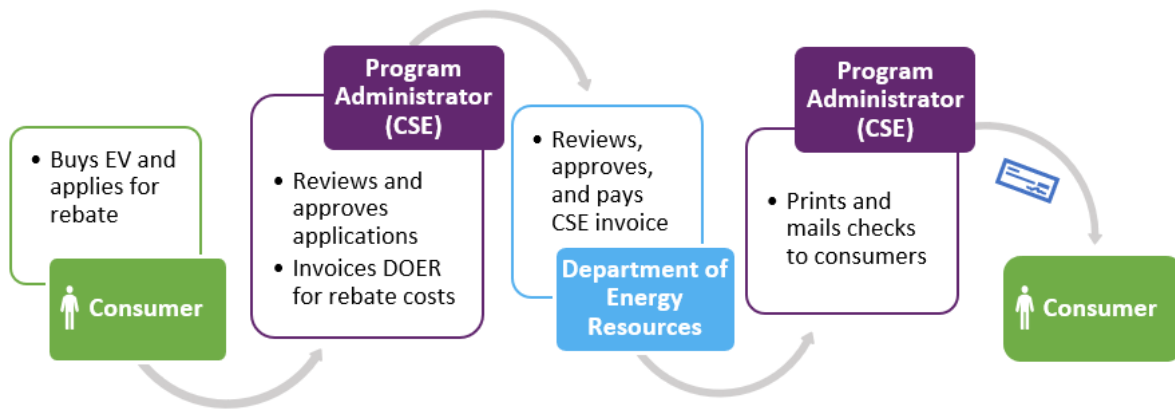 • Buys EV and
applies for
rebate
Consumer
Program
Administrator
(CSE)
• Reviews and
approves
applications
• Invoices DOER
for rebate costs
• Reviews,
approves,
and pays
CSE invoice
Department of
Energy
Resources
Program
Administrator
(CSE)
• Prints and
mails checks
to consumers
Consumer